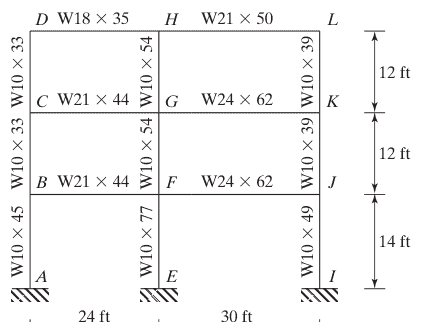 D W18 × 35 H W21 × 50 L
W10 × 33 W10 × 54 W10 × 39 12 ft
C W21 × 44 G W24 × 62 K
W10 × 33 W10 × 54 W10 × 39 12 ft
B W21 × 44 F W24 × 62 J
W10 × 45 W10 × 77 W10 × 49 14 ft
A E I
24 ft 30 ft